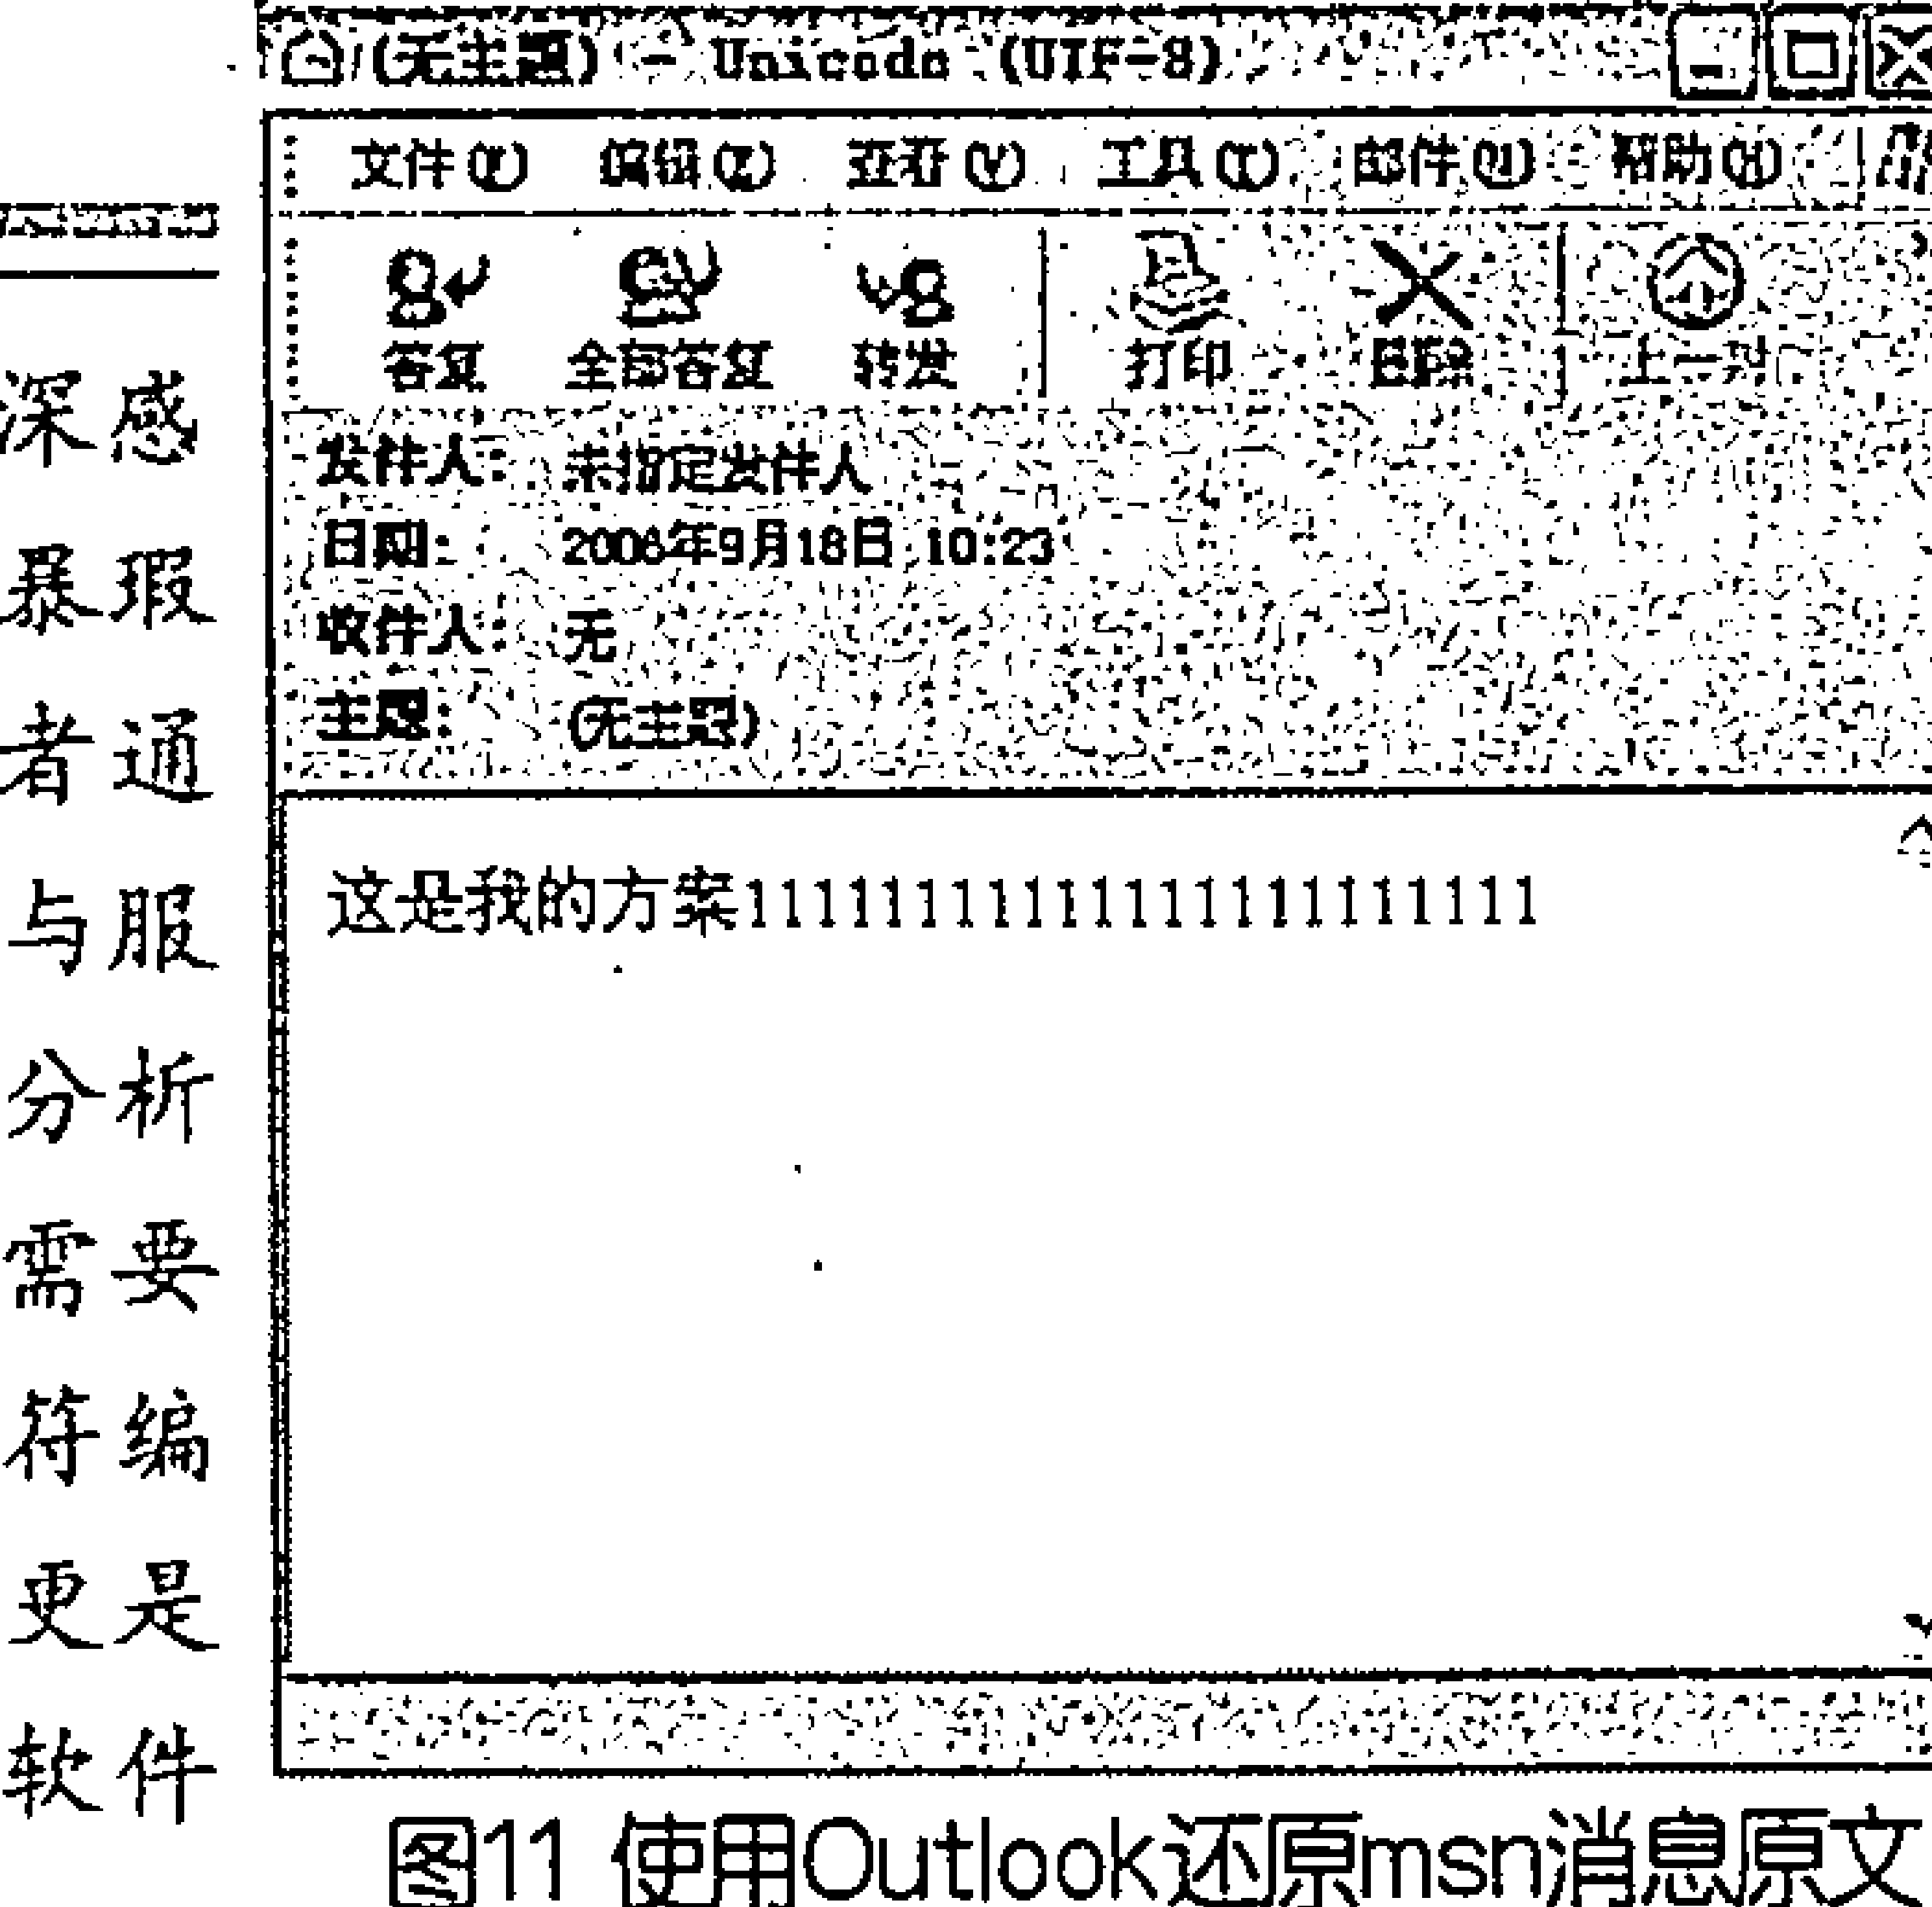 (无主题) - Unicode (UTF-8)
文件(F) 编辑(E) 查看(V) 工具(T) 邮件(M) 帮助(H)
答复 全部答复 转发 打印 删除 上一封
发件人: 未指定发件人
日期: 2006年9月18日 10:23
收件人: 无
主题: (无主题)
这是我的方案11111111111111111111111
图11 使用Outlook还原msn消息原文
深感
暴瑕
者通
与服
分析
需要
符编
更是
软件